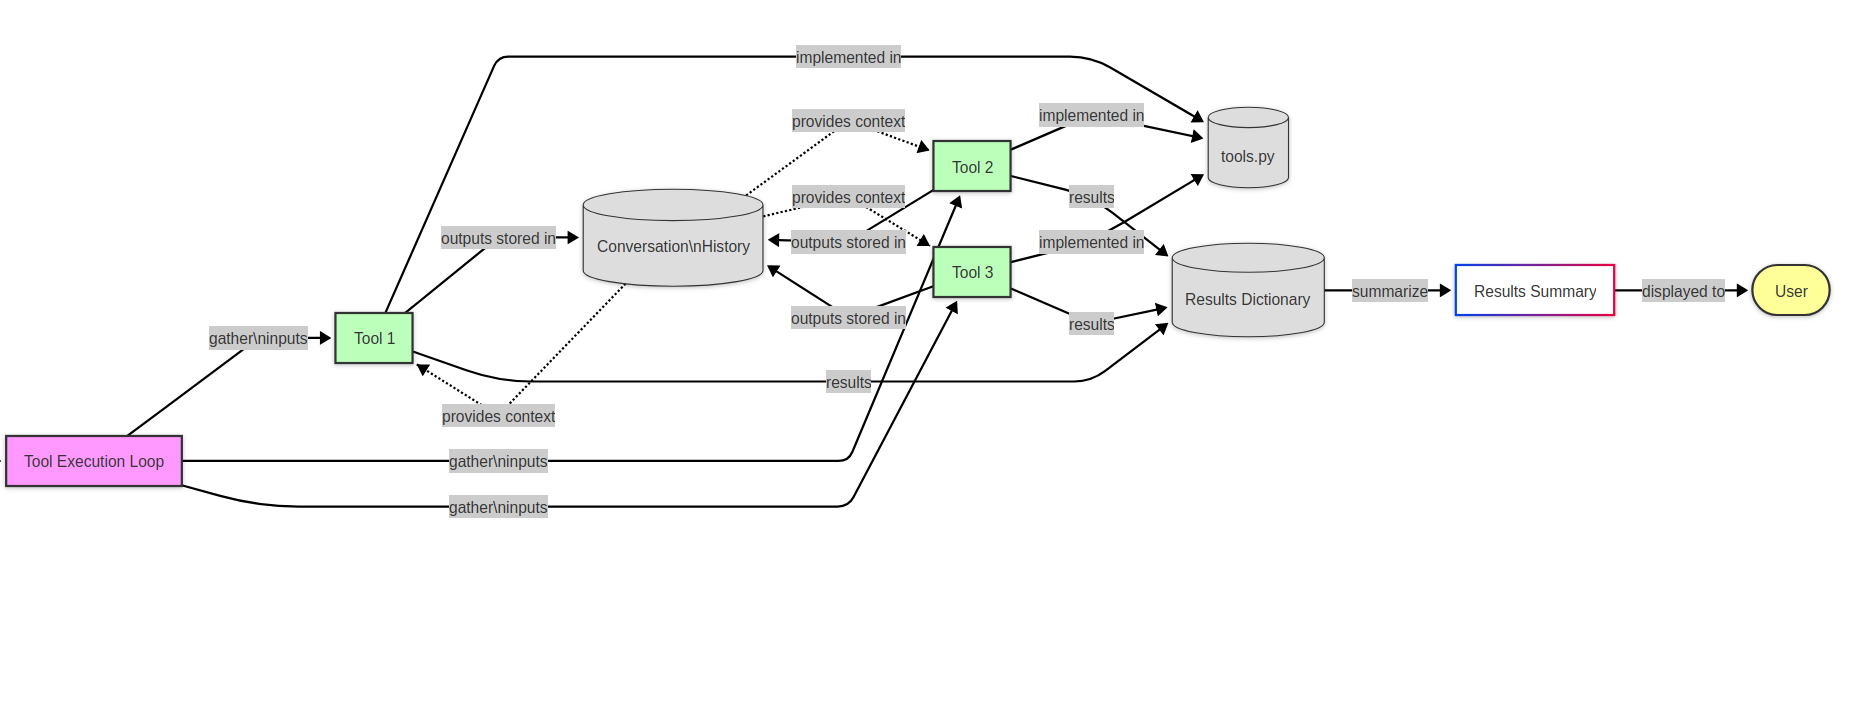 implemented in
provides context
implemented in
tools.py
Tool 2
provides context
results
outputs stored in
Conversation\nHistory
outputs stored in
implemented in
Tool 3
Results Dictionary
summarize
Results Summary
displayed to
User
outputs stored in
results
gather\ninputs
Tool 1
results
provides context
Tool Execution Loop
gather\ninputs
gather\ninputs